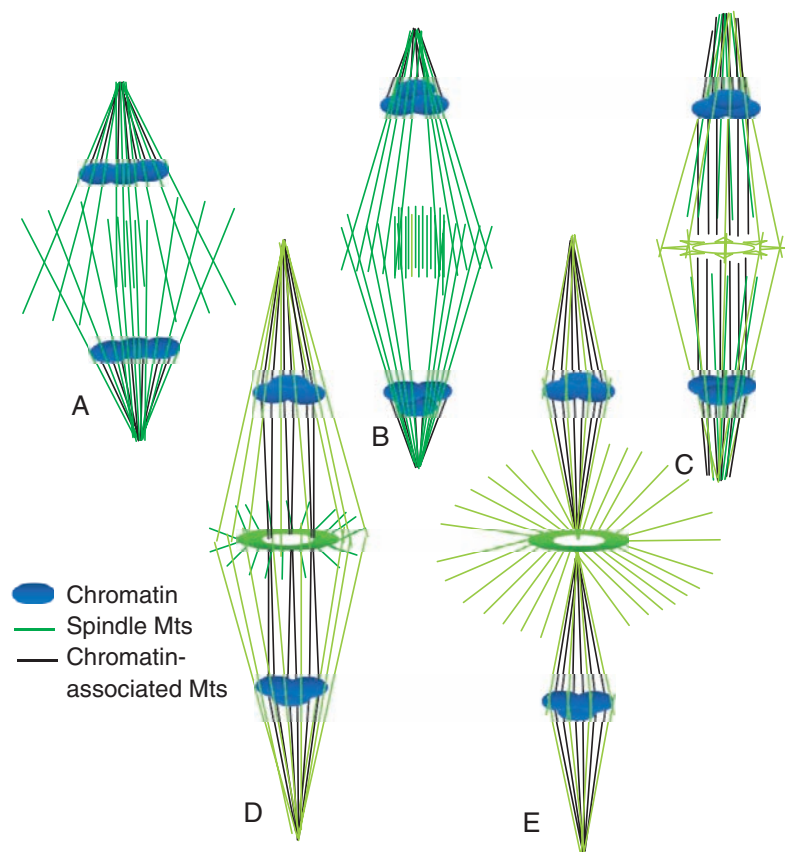 A
B
C
D
E
Chromatin
Spindle Mts
Chromatin-
associated Mts